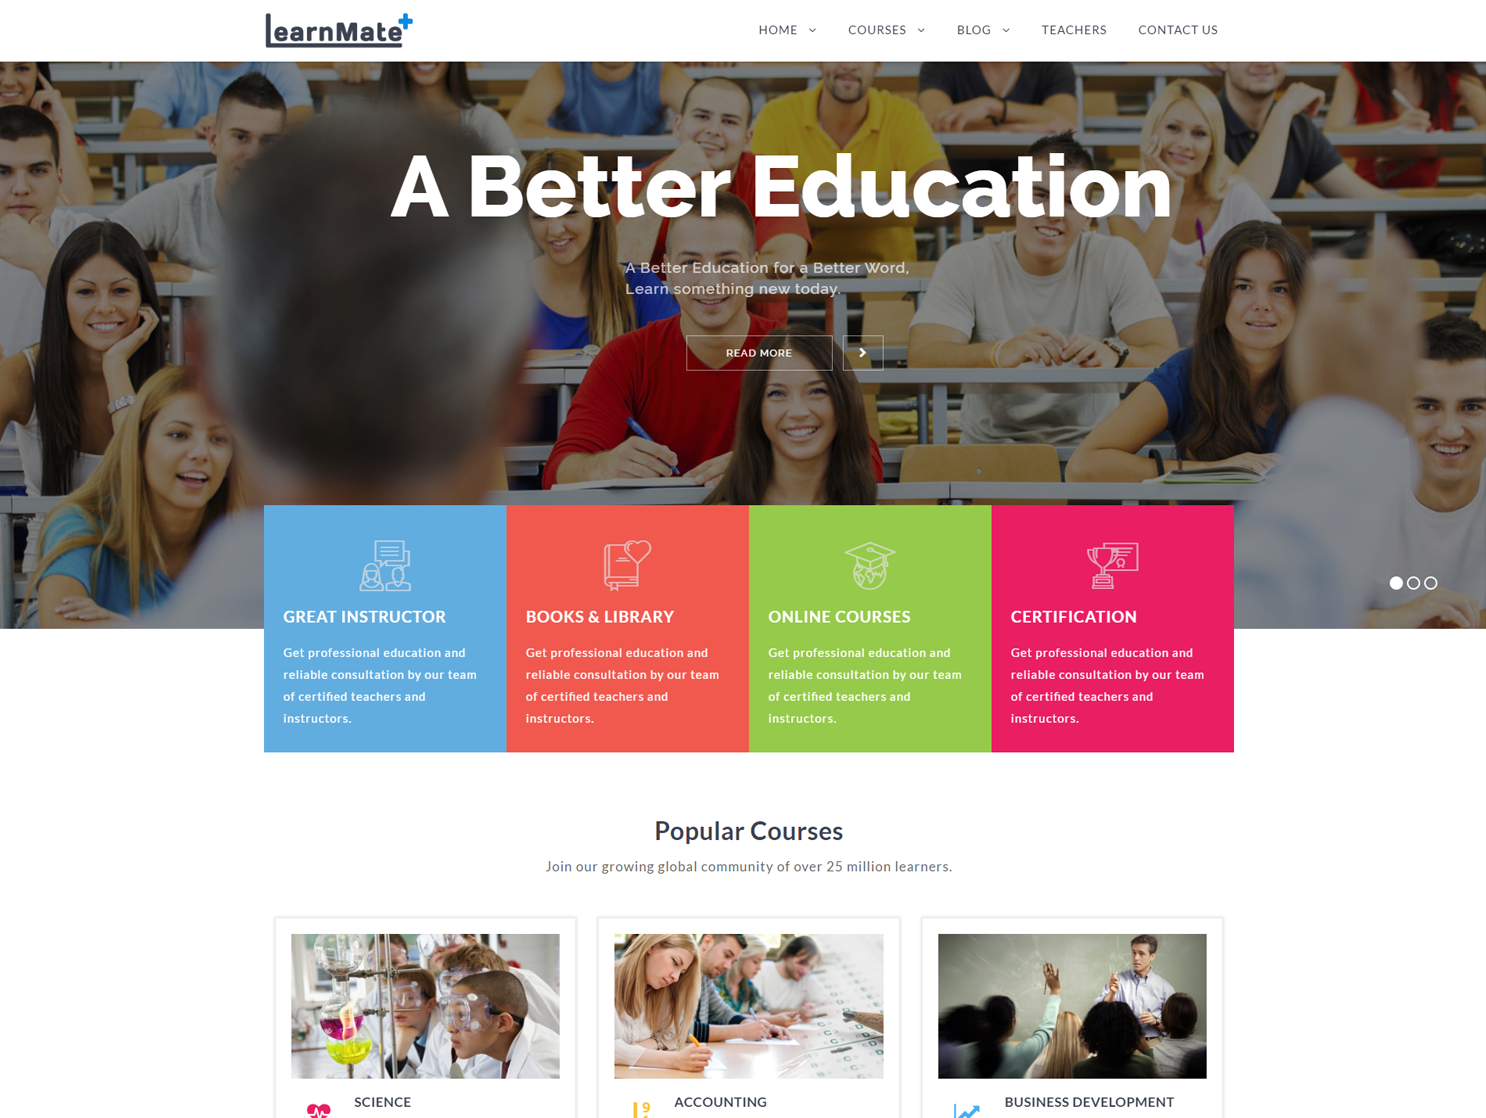 LearnMate+
HOME COURSES BLOG TEACHERS CONTACT US
A Better Education
A Better Education for a Better Word,
Learn something new today.
READ MORE
GREAT INSTRUCTOR
Get professional education and
reliable consultation by our team
of certified teachers and
instructors.
BOOKS & LIBRARY
Get professional education and
reliable consultation by our team
of certified teachers and
instructors.
ONLINE COURSES
Get professional education and
reliable consultation by our team
of certified teachers and
instructors.
CERTIFICATION
Get professional education and
reliable consultation by our team
of certified teachers and
instructors.
Popular Courses
Join our growing global community of over 25 million learners.
SCIENCE
ACCOUNTING
BUSINESS DEVELOPMENT